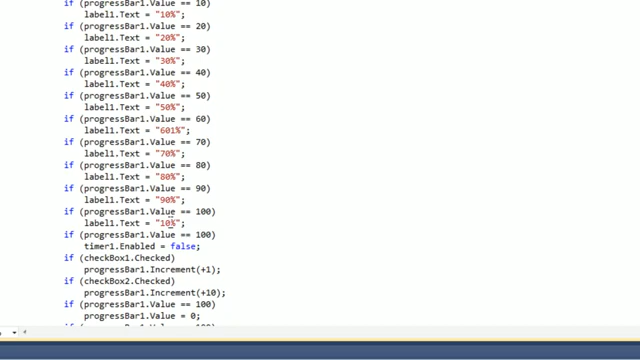 if (progressBar1.Value == 10)
label1.Text = "10%";
if (progressBar1.Value == 20)
label1.Text = "20%";
if (progressBar1.Value == 30)
label1.Text = "30%";
if (progressBar1.Value == 40)
label1.Text = "40%";
if (progressBar1.Value == 50)
label1.Text = "50%";
if (progressBar1.Value == 60)
label1.Text = "601%";
if (progressBar1.Value == 70)
label1.Text = "70%";
if (progressBar1.Value == 80)
label1.Text = "80%";
if (progressBar1.Value == 90)
label1.Text = "90%";
if (progressBar1.Value == 100)
label1.Text = "10%";
if (progressBar1.Value == 100)
timer1.Enabled = false;
if (checkBox1.Checked)
progressBar1.Increment(+1);
if (checkBox2.Checked)
progressBar1.Increment(+10);
if (progressBar1.Value == 100)
progressBar1.Value = 0;